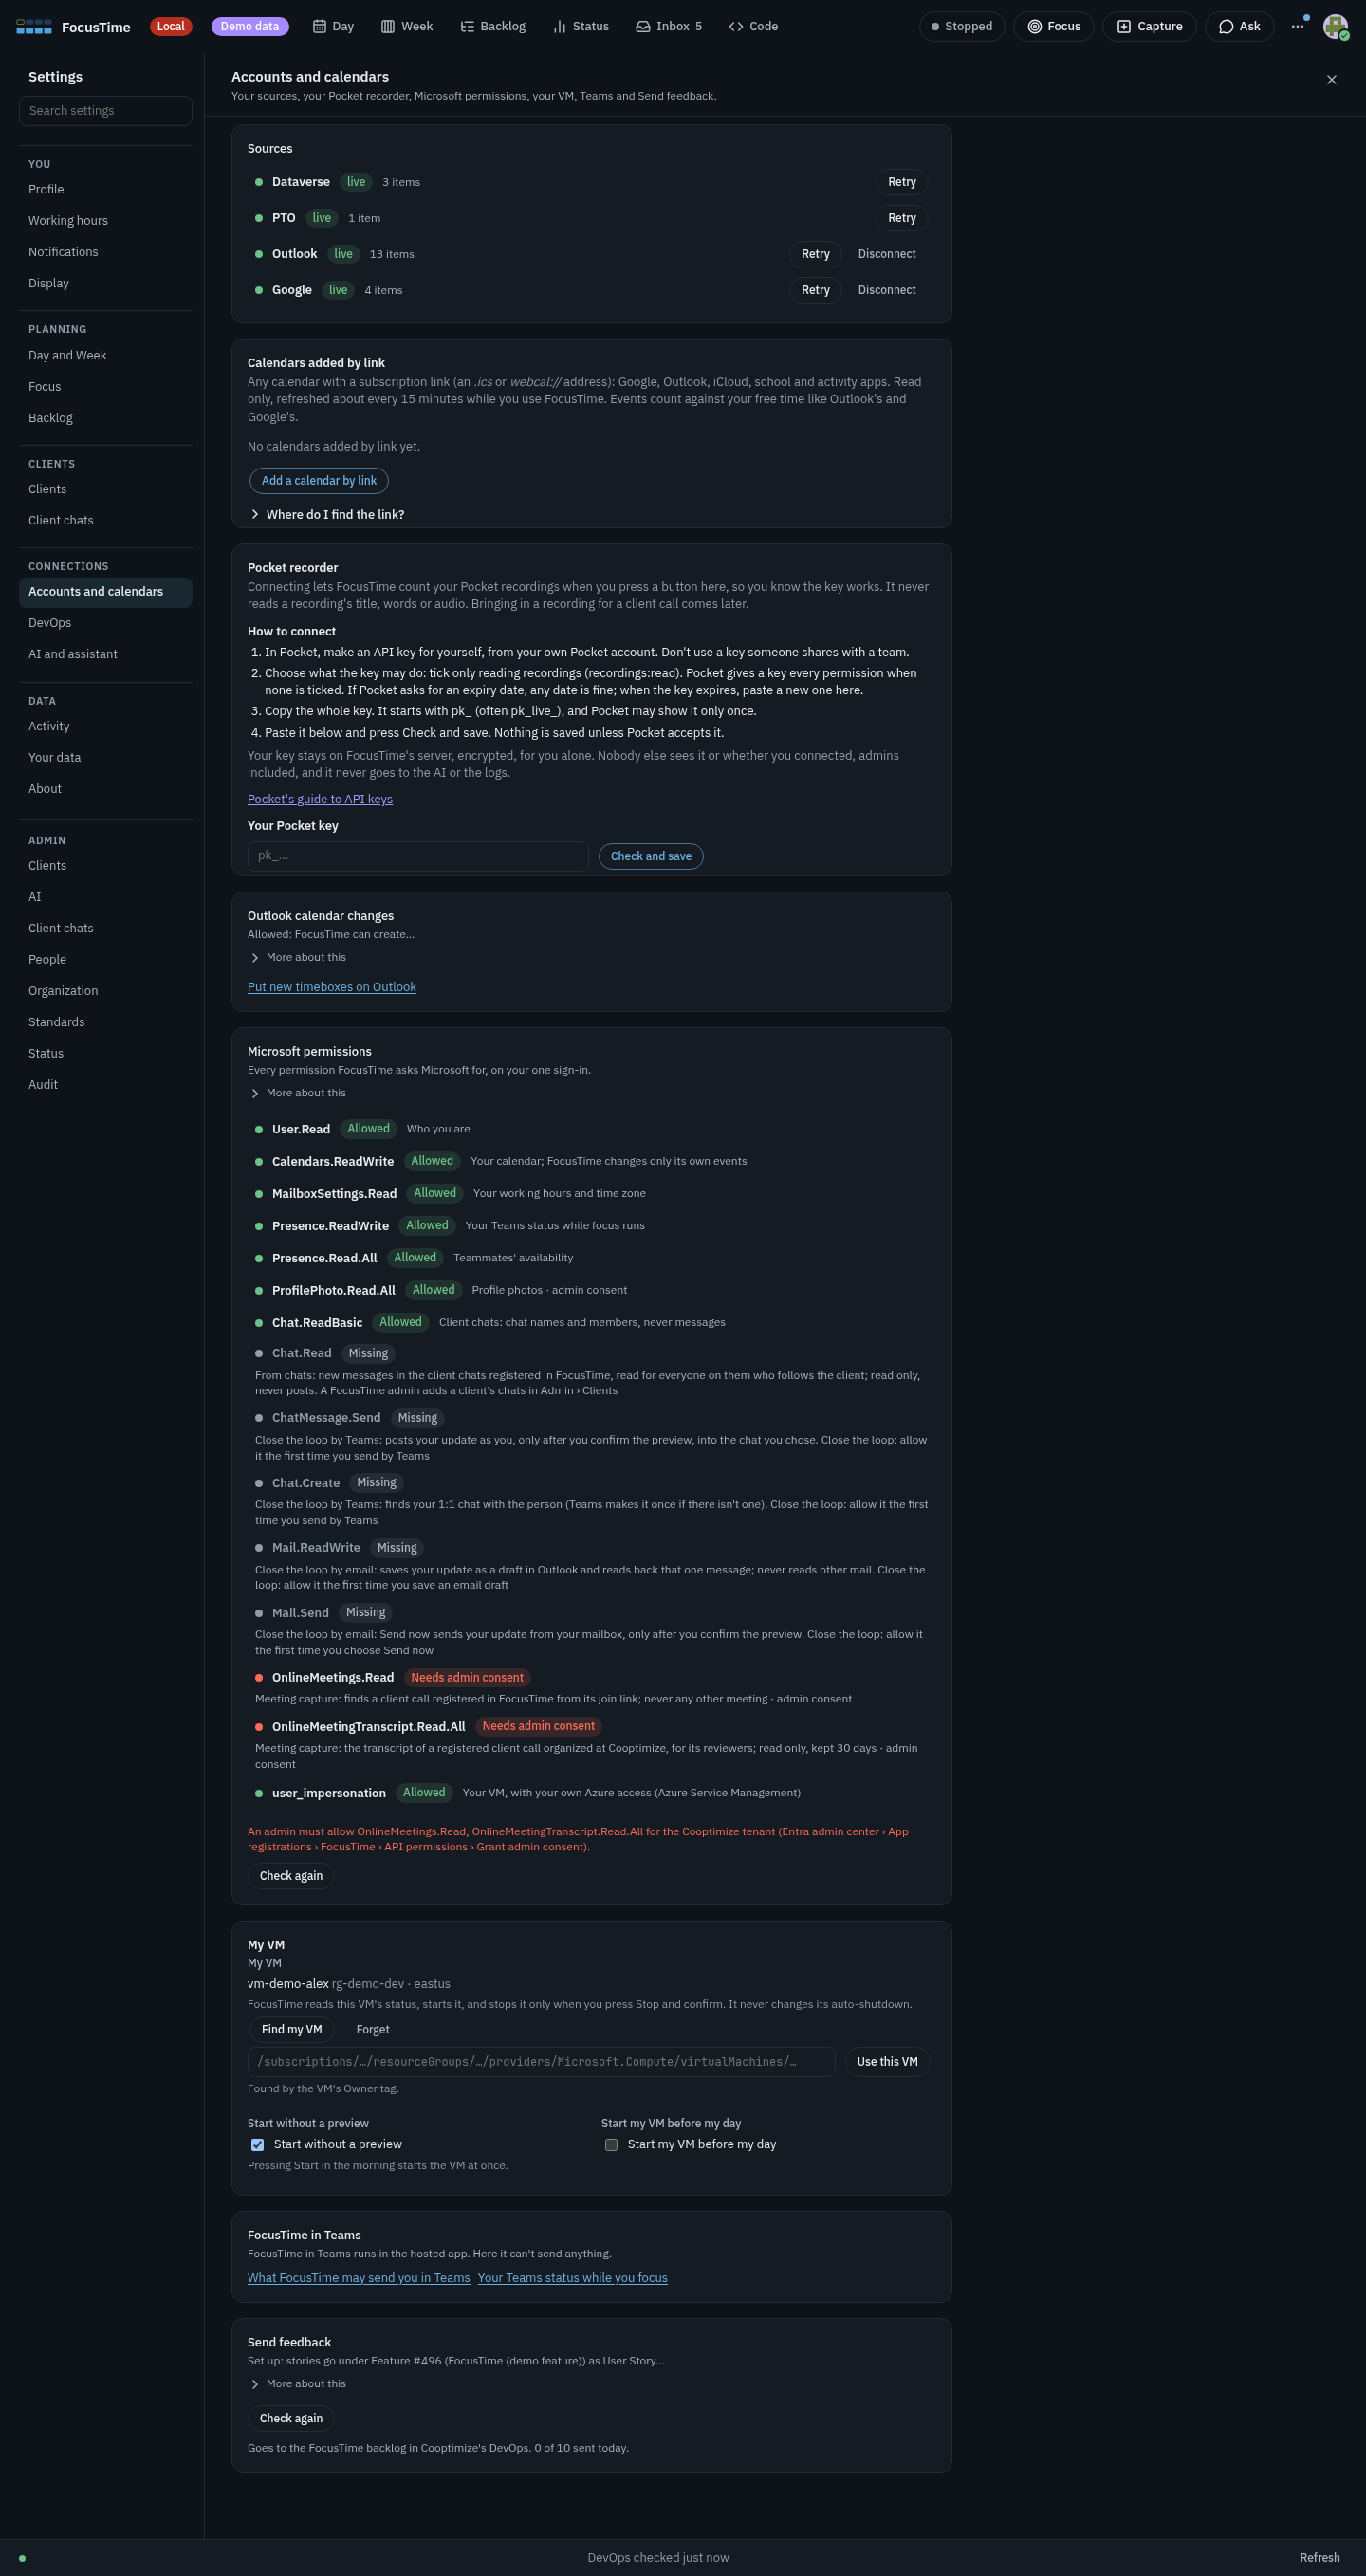 FocusTime Local Demo data Day Week Backlog Status Inbox 5 Code Stopped Focus Capture Ask
Settings
Search settings
YOU
Profile
Working hours
Notifications
Display
PLANNING
Day and Week
Focus
Backlog
CLIENTS
Clients
Client chats
CONNECTIONS
Accounts and calendars
DevOps
AI and assistant
DATA
Activity
Your data
About
ADMIN
Clients
AI
Client chats
People
Organization
Standards
Status
Audit
Accounts and calendars
Your sources, your Pocket recorder, Microsoft permissions, your VM, Teams and Send feedback.
Sources
Dataverse live 3 items Retry
PTO live 1 item Retry
Outlook live 13 items Retry Disconnect
Google live 4 items Retry Disconnect
Calendars added by link
Any calendar with a subscription link (an .ics or webcal:// address): Google, Outlook, iCloud, school and activity apps. Read
only, refreshed about every 15 minutes while you use FocusTime. Events count against your free time like Outlook's and
Google's.
No calendars added by link yet.
Add a calendar by link
Where do I find the link?
Pocket recorder
Connecting lets FocusTime count your Pocket recordings when you press a button here, so you know the key works. It never
reads a recording's title, words or audio. Bringing in a recording for a client call comes later.
How to connect
1. In Pocket, make an API key for yourself, from your own Pocket account. Don't use a key someone shares with a team.
2. Choose what the key may do: tick only reading recordings (recordings:read). Pocket gives a key every permission when
none is ticked. If Pocket asks for an expiry date, any date is fine; when the key expires, paste a new one here.
3. Copy the whole key. It starts with pk_ (often pk_live_), and Pocket may show it only once.
4. Paste it below and press Check and save. Nothing is saved unless Pocket accepts it.
Your key stays on FocusTime's server, encrypted, for you alone. Nobody else sees it or whether you connected, admins
included, and it never goes to the AI or the logs.
Pocket's guide to API keys
Your Pocket key
pk_... Check and save
Outlook calendar changes
Allowed: FocusTime can create...
More about this
Put new timeboxes on Outlook
Microsoft permissions
Every permission FocusTime asks Microsoft for, on your one sign-in.
More about this
User.Read Allowed Who you are
Calendars.ReadWrite Allowed Your calendar; FocusTime changes only its own events
MailboxSettings.Read Allowed Your working hours and time zone
Presence.ReadWrite Allowed Your Teams status while focus runs
Presence.Read.All Allowed Teammates' availability
ProfilePhoto.Read.All Allowed Profile photos · admin consent
Chat.ReadBasic Allowed Client chats: chat names and members, never messages
Chat.Read Missing
From chats: new messages in the client chats registered in FocusTime, read for everyone on them who follows the client; read only,
never posts. A FocusTime admin adds a client's chats in Admin › Clients
ChatMessage.Send Missing
Close the loop by Teams: posts your update as you, only after you confirm the preview, into the chat you chose. Close the loop: allow
it the first time you send by Teams
Chat.Create Missing
Close the loop by Teams: finds your 1:1 chat with the person (Teams makes it once if there isn't one). Close the loop: allow it the first
time you send by Teams
Mail.ReadWrite Missing
Close the loop by email: saves your update as a draft in Outlook and reads back that one message; never reads other mail. Close the
loop: allow it the first time you save an email draft
Mail.Send Missing
Close the loop by email: Send now sends your update from your mailbox, only after you confirm the preview. Close the loop: allow it
the first time you choose Send now
OnlineMeetings.Read Needs admin consent
Meeting capture: finds a client call registered in FocusTime from its join link; never any other meeting · admin consent
OnlineMeetingTranscript.Read.All Needs admin consent
Meeting capture: the transcript of a registered client call organized at Cooptimize, for its reviewers; read only, kept 30 days · admin
consent
user_impersonation Allowed Your VM, with your own Azure access (Azure Service Management)
An admin must allow OnlineMeetings.Read, OnlineMeetingTranscript.Read.All for the Cooptimize tenant (Entra admin center › App
registrations › FocusTime › API permissions › Grant admin consent).
Check again
My VM
My VM
vm-demo-alex rg-demo-dev · eastus
FocusTime reads this VM's status, starts it, and stops it only when you press Stop and confirm. It never changes its auto-shutdown.
Find my VM Forget
/subscriptions/…/resourceGroups/…/providers/Microsoft.Compute/virtualMachines/… Use this VM
Found by the VM's Owner tag.
Start without a preview Start my VM before my day
Start without a preview Start my VM before my day
Pressing Start in the morning starts the VM at once.
FocusTime in Teams
FocusTime in Teams runs in the hosted app. Here it can't send anything.
What FocusTime may send you in Teams Your Teams status while you focus
Send feedback
Set up: stories go under Feature #496 (FocusTime (demo feature)) as User Story...
More about this
Check again
Goes to the FocusTime backlog in Cooptimize's DevOps. 0 of 10 sent today.
DevOps checked just now Refresh